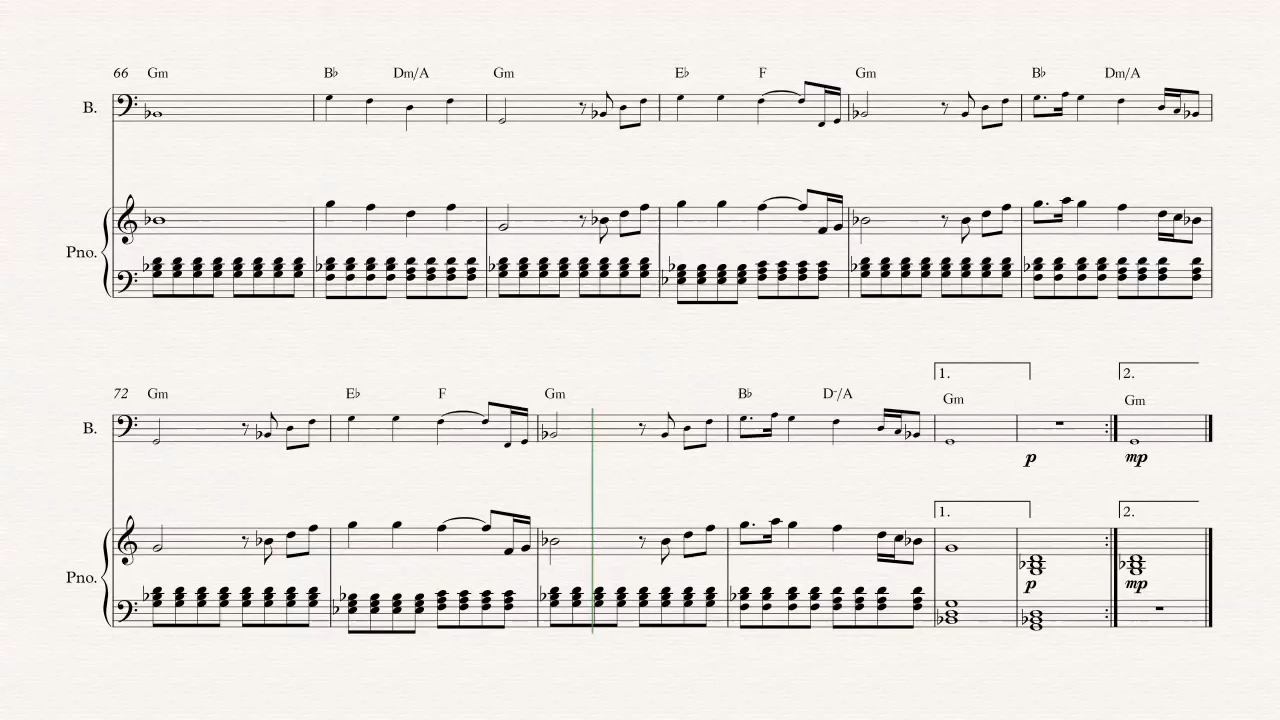 66 Gm B♭ Dm/A Gm E♭ F Gm B♭ Dm/A
B.
Pno.
1. 2.
72 Gm E♭ F Gm B♭ D-/A Gm Gm
B.
p mp
1. 2.
Pno.
p mp